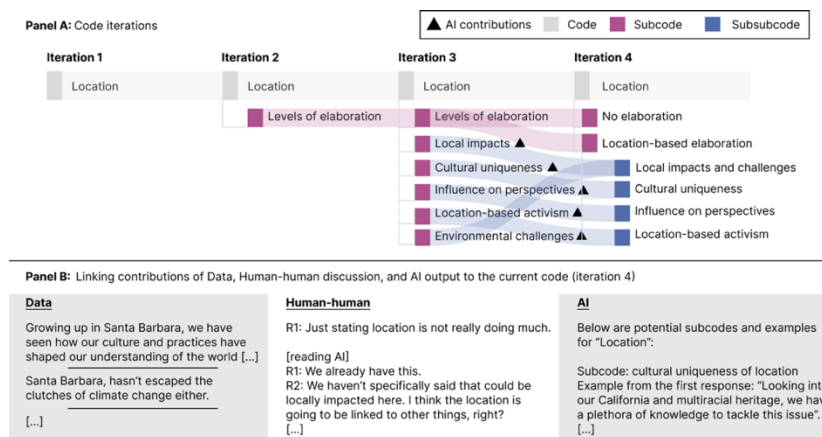 Panel A: Code iterations
AI contributions Code Subcode Subsubcode
Iteration 1 Iteration 2 Iteration 3 Iteration 4
Location Location Location Location
Levels of elaboration Levels of elaboration No elaboration
Local impacts Location-based elaboration
Cultural uniqueness Local impacts and challenges
Influence on perspectives Cultural uniqueness
Location-based activism Influence on perspectives
Environmental challenges Location-based activism
Panel B: Linking contributions of Data, Human-human discussion, and AI output to the current code (iteration 4)
Data
Growing up in Santa Barbara, we have
seen how our culture and practices have
shaped our understanding of the world [...]
Santa Barbara, hasn't escaped the
clutches of climate change either.
[...]
Human-human
R1: Just stating location is not really doing much.
[reading AI]
R1: We already have this.
R2: We haven't specifically said that could be
locally impacted here. I think the location is
going to be linked to other things, right?
[...]
AI
Below are potential subcodes and examples
for "Location":
Subcode: cultural uniqueness of location
Example from the first response: "Looking
our California and multiracial heritage, we
a plethora of knowledge to tackle this issue".
[...]